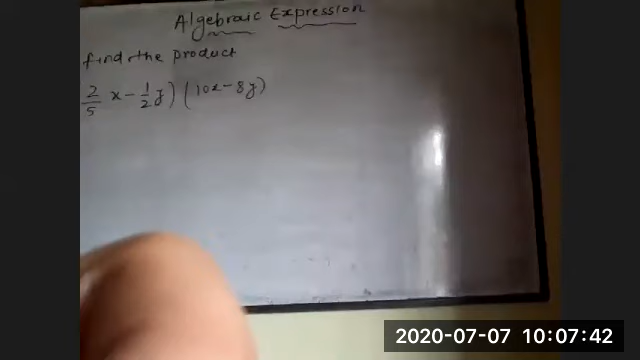 Algebraic Expression
find the product
2/5 x - 1/2 y) (10x - 8y)
2020-07-07 10:07:42